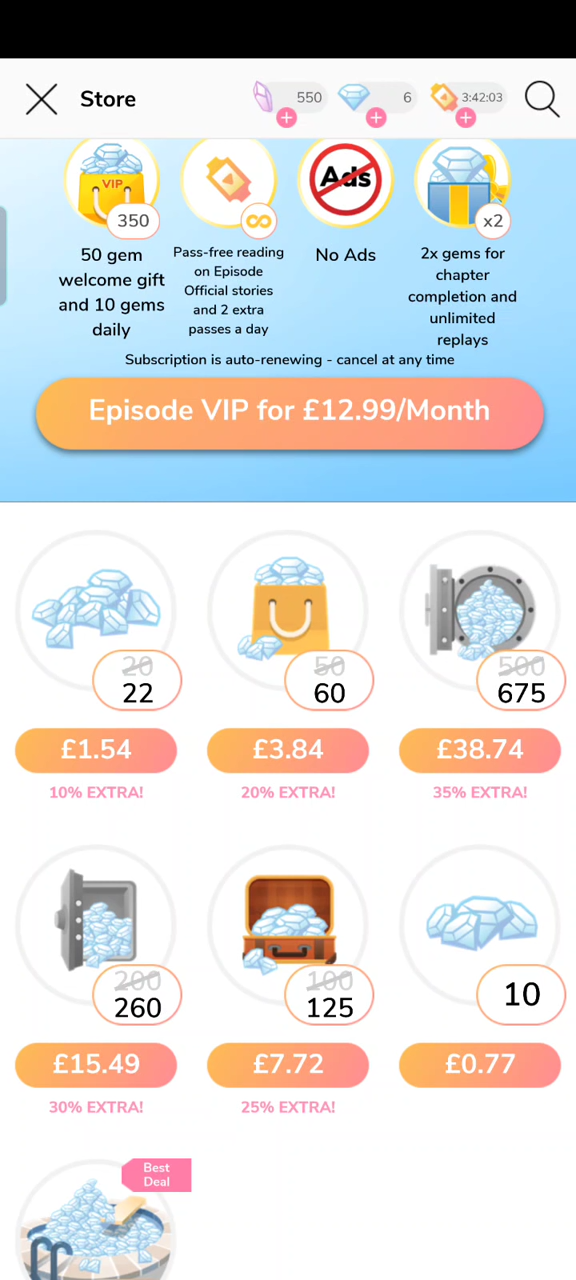 Store
550
6
3:42:03
VIP
350
Ads
x2
50 gem
welcome gift
and 10 gems
daily
Pass-free reading
on Episode
Official stories
and 2 extra
passes a day
No Ads
2x gems for
chapter
completion and
unlimited
replays
Subscription is auto-renewing - cancel at any time
Episode VIP for £12.99/Month
20
22
50
60
500
675
£1.54
£3.84
£38.74
10% EXTRA!
20% EXTRA!
35% EXTRA!
200
260
100
125
10
£15.49
£7.72
£0.77
30% EXTRA!
25% EXTRA!
Best
Deal